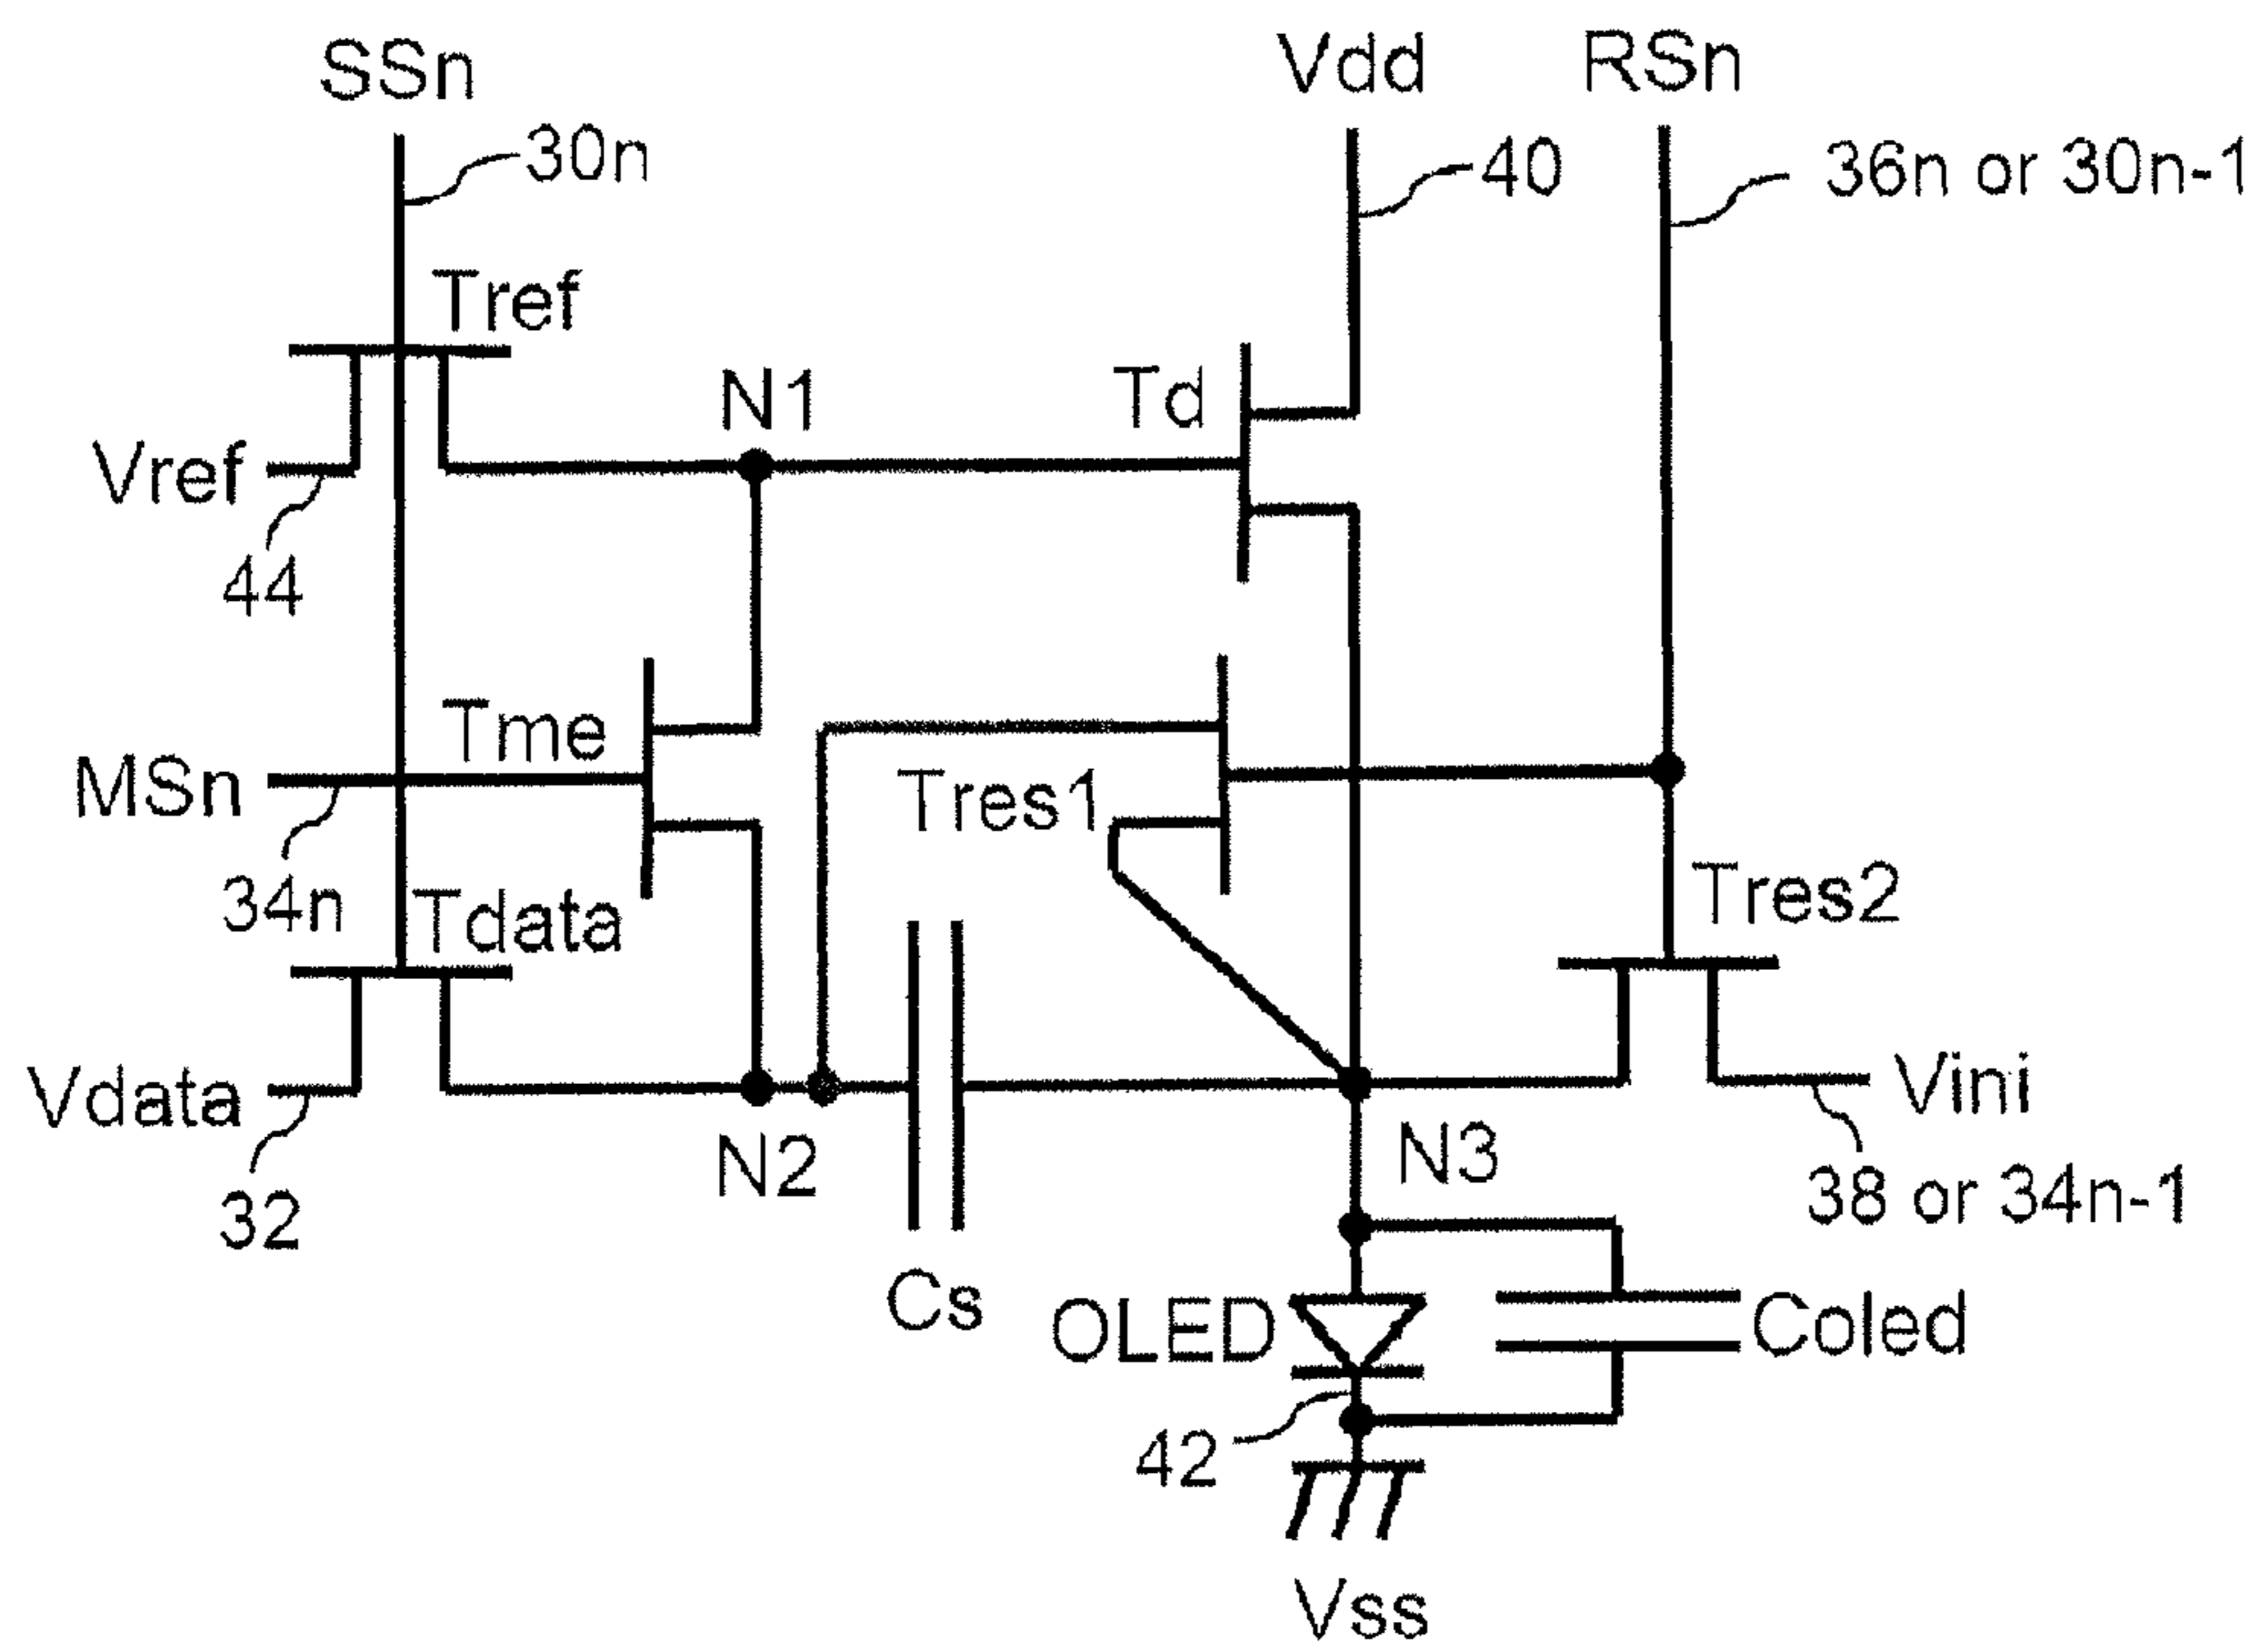 SSn
Vdd
RSn
30n
40
36n or 30n-1
Tref
N1
Td
Vref
44
Tme
MSn
Tres1
34n
Tdata
Tres2
Vdata
Vini
N2
N3
32
38 or 34n-1
Cs
OLED
Coled
42
Vss